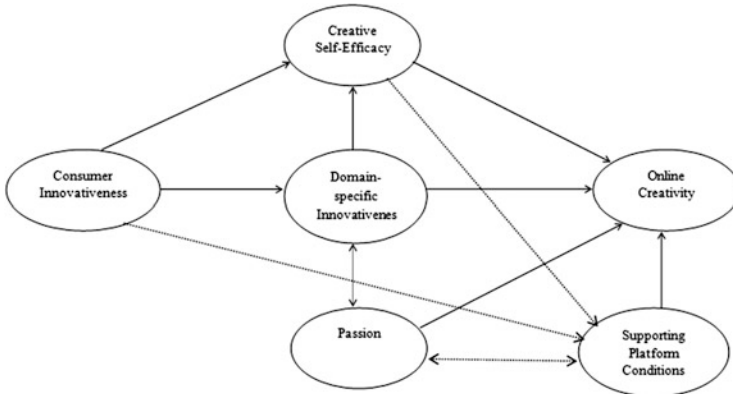 Creative
Self-Efficacy
Consumer
Innovativeness
Domain-
specific
Innovativenes
Online
Creativity
Passion
Supporting
Platform
Conditions